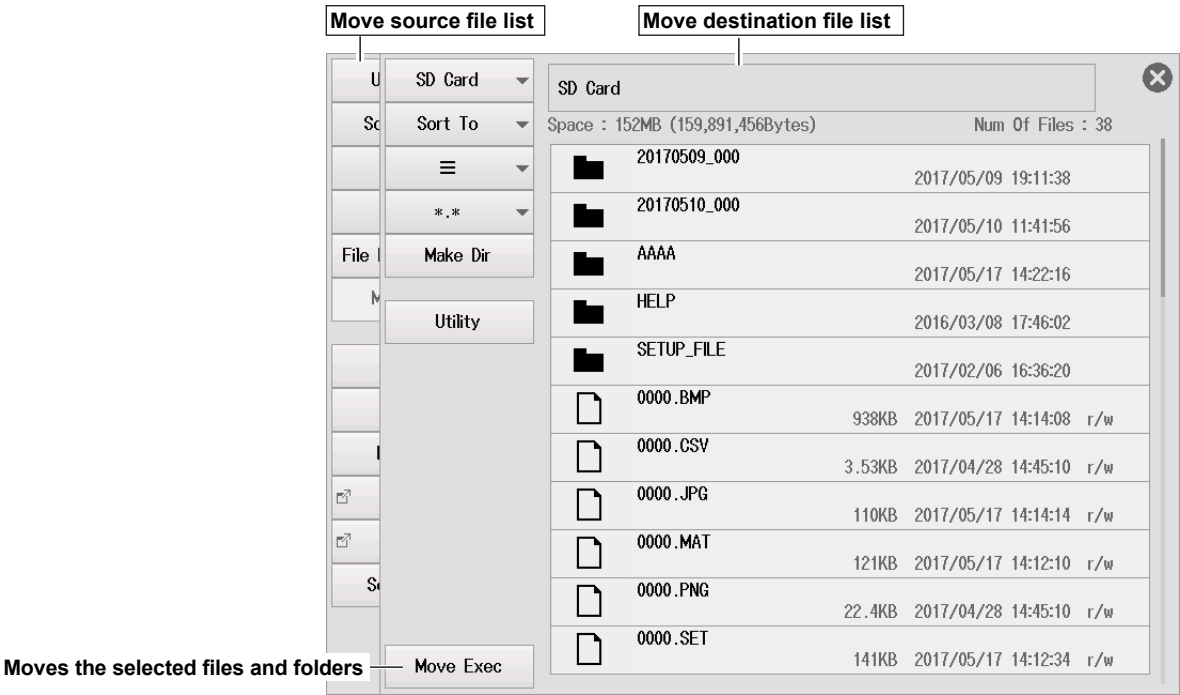 Move source file list
Move destination file list
U
SD Card
SD Card
Sc
Sort To
Space : 152MB (159,891,456Bytes)
Num Of Files : 38
20170509_000
2017/05/09 19:11:38
*.*
20170510_000
2017/05/10 11:41:56
File
Make Dir
AAAA
2017/05/17 14:22:16
M
Utility
HELP
2016/03/08 17:46:02
SETUP_FILE
2017/02/06 16:36:20
0000.BMP
938KB 2017/05/17 14:14:08 r/w
0000.CSV
3.53KB 2017/04/28 14:45:10 r/w
0000.JPG
110KB 2017/05/17 14:14:14 r/w
0000.MAT
121KB 2017/05/17 14:12:10 r/w
Se
0000.PNG
22.4KB 2017/04/28 14:45:10 r/w
0000.SET
141KB 2017/05/17 14:12:34 r/w
Moves the selected files and folders
Move Exec